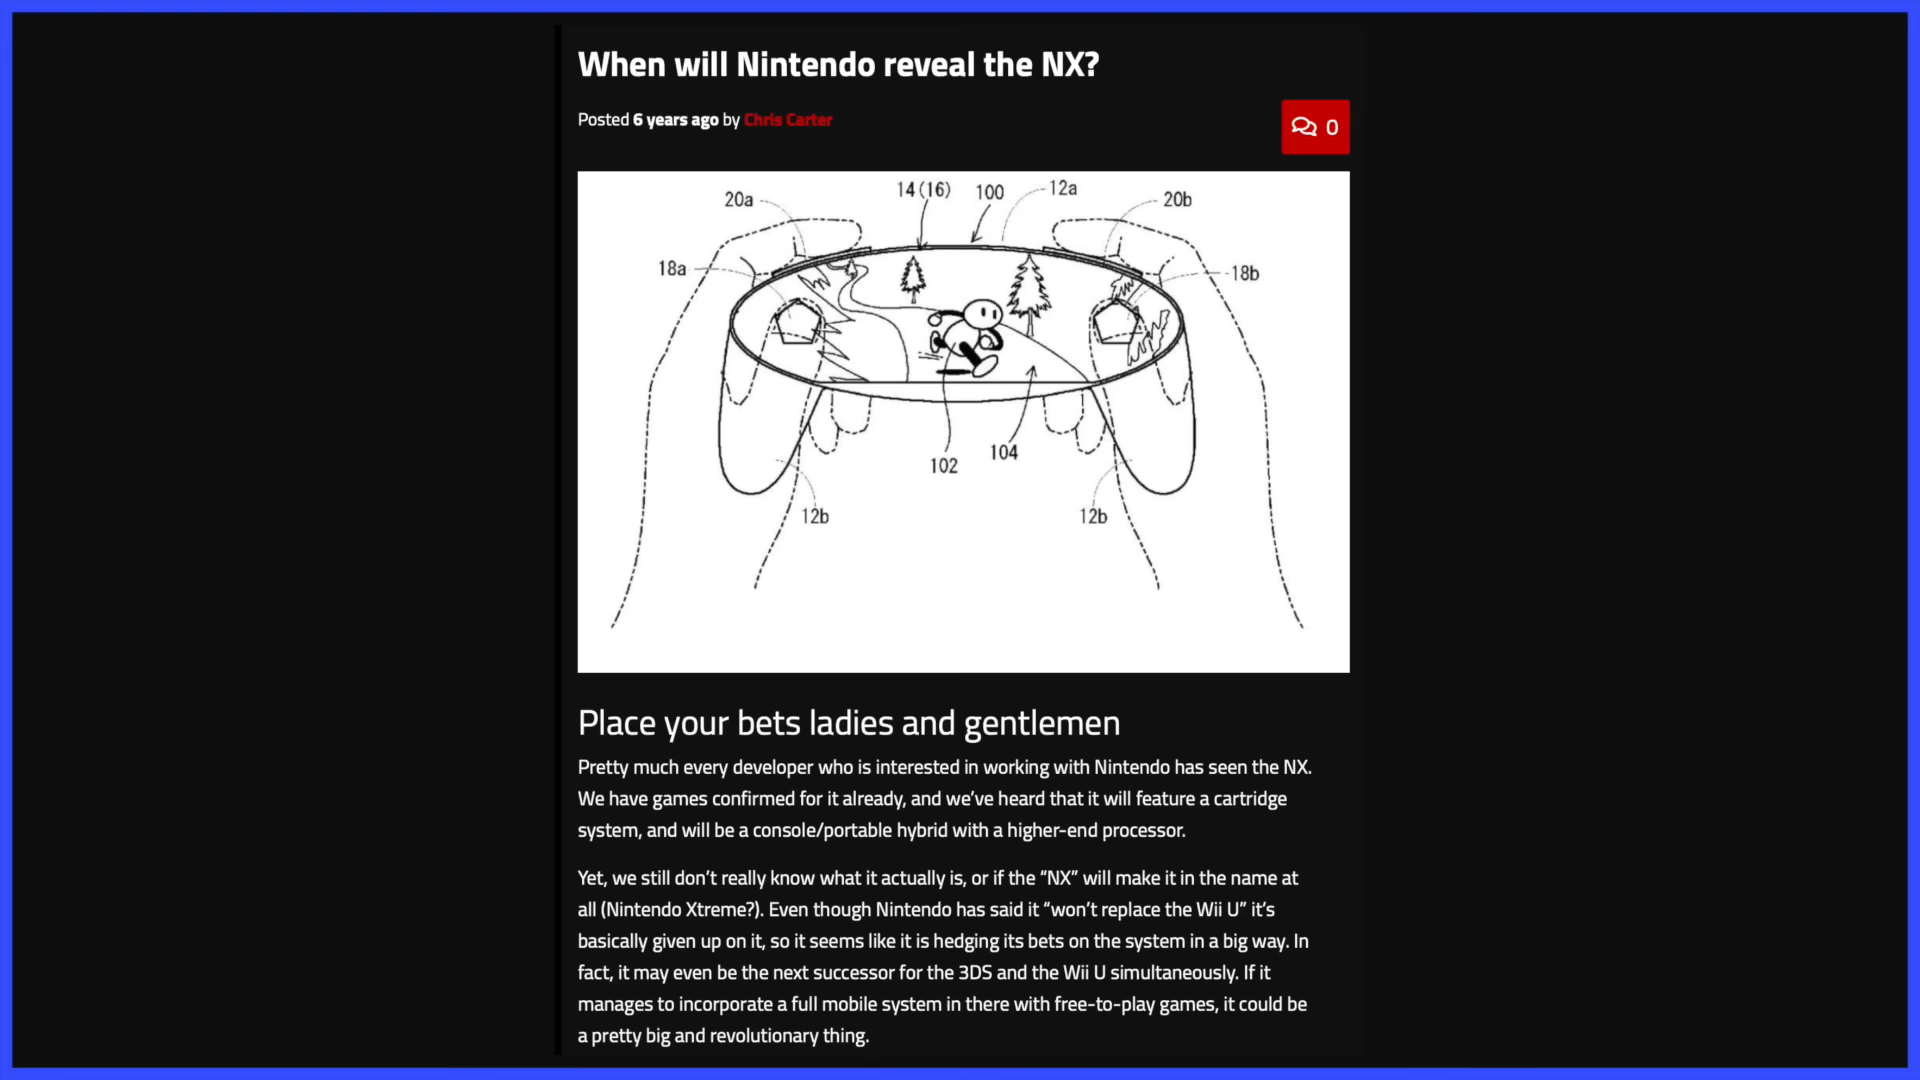 When will Nintendo reveal the NX?
Posted 6 years ago by Chris Carter
0
14(16) 100 12a
20a 20b
18a 18b
102 104
12b 12b
Place your bets ladies and gentlemen
Pretty much every developer who is interested in working with Nintendo has seen the NX.
We have games confirmed for it already, and we’ve heard that it will feature a cartridge
system, and will be a console/portable hybrid with a higher-end processor.
Yet, we still don’t really know what it actually is, or if the “NX” will make it in the name at
all (Nintendo Xtreme?). Even though Nintendo has said it “won’t replace the Wii U” it’s
basically given up on it, so it seems like it is hedging its bets on the system in a big way. In
fact, it may even be the next successor for the 3DS and the Wii U simultaneously. If it
manages to incorporate a full mobile system in there with free-to-play games, it could be
a pretty big and revolutionary thing.